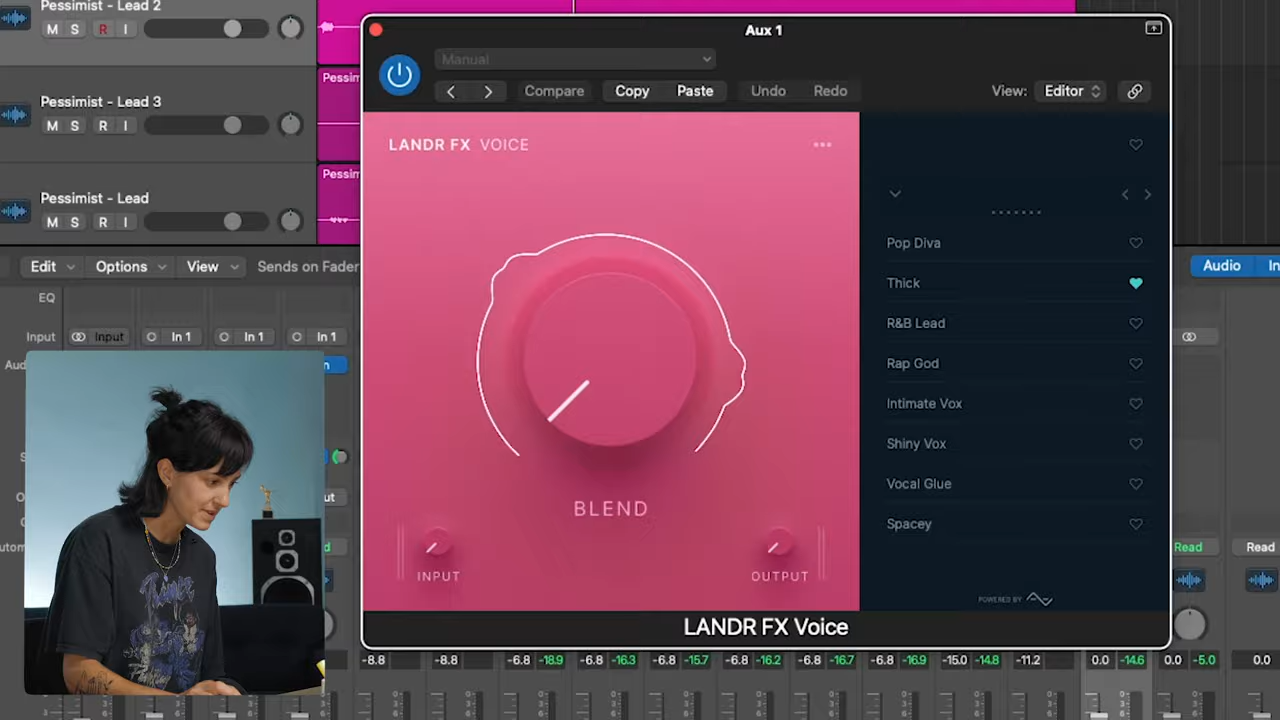 Pessimist - Lead 2
M S R I
Aux 1
Manual
Compare Copy Paste Undo Redo View: Editor
Pessimist - Lead 3
M S R I
LANDR FX VOICE
Pessimist - Lead
M S R I
Edit Options View Sends on Fader
Audio
EQ
Input Input In 1 In 1 In 1
Pop Diva
Thick
R&B Lead
Rap God
Intimate Vox
Shiny Vox
Vocal Glue
Spacey
BLEND
INPUT OUTPUT
POWERED BY
Read Read
LANDR FX Voice
-8.8 -8.8 -6.8 -18.9 -6.8 -16.3 -6.8 -15.7 -6.8 -16.2 -6.8 -16.7 -6.8 -16.9 -15.0 -14.8 -11.2 0.0 -14.6 0.0 -5.0 0.0